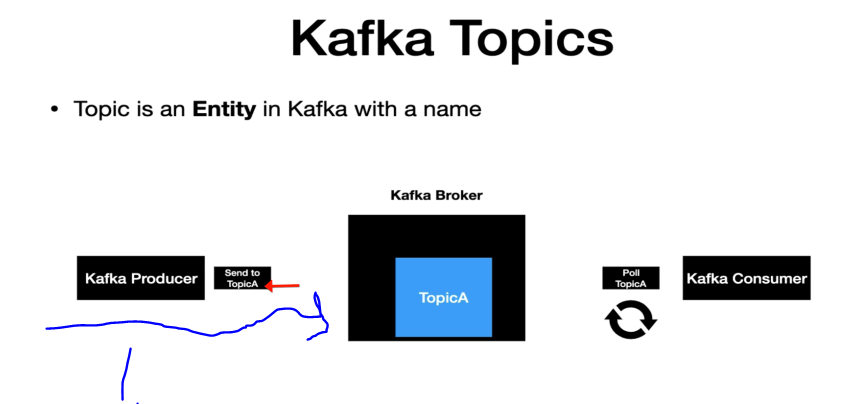 Kafka Topics
• Topic is an Entity in Kafka with a name
Kafka Broker
Kafka Producer
Send to
TopicA
TopicA
Poll
TopicA
Kafka Consumer